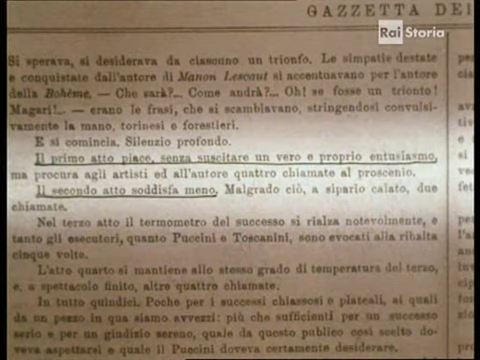 GAZZETTA DEI
Rai Storia
Si sperava, si desiderava da ciascuno un trionfo. Le simpatie destate
e conquistate dall'autore di Manon Lescaut si accentuavano per l'autore
della Bohème. — Che sarà?... Come andrà?... Oh! se fosse un trionfo!
Magari!... — erano le frasi, che si scambiavano, stringendosi convulsi-
vamente la mano, torinesi e forestieri.
E si comincia. Silenzio profondo.
Il primo atto piace, senza suscitare un vero e proprio entusiasmo,
ma procura agli artisti ed all'autore quattro chiamate al proscenio.
Il secondo atto soddisfa meno. Malgrado ciò, a sipario calato, due
chiamate.
Nel terzo atto il termometro del successo si rialza notevolmente, e
tanto gli esecutori, quanto Puccini e Toscanini, sono evocati alla ribalta
cinque volte.
L'atto quarto si mantiene allo stesso grado di temperatura del terzo,
e, a spettacolo finito, altre quattro chiamate.
In tutto quindici. Poche per i successi chiassosi e plateali, ai quali
da un pezzo in qua siamo avvezzi: più che sufficienti per un successo
serio e per un giudizio sereno, quale da questo pubblico così scelto do-
veva aspettarsi e quale il Puccini doveva certamente desiderare.